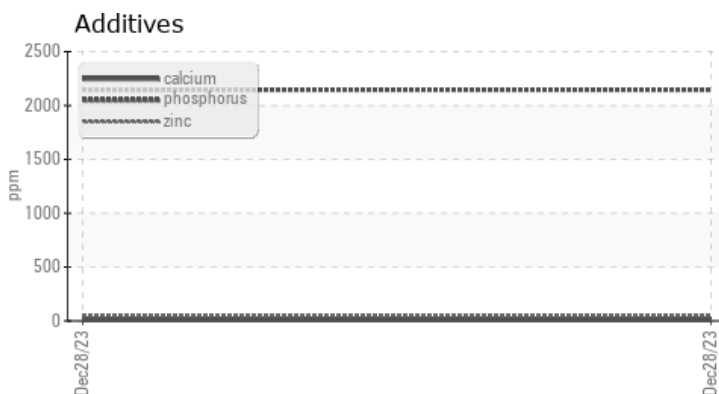 Additives
2500
2000
1500
1000
500
0
ppm
calcium
phosphorus
zinc
Dec28/23
Dec28/23